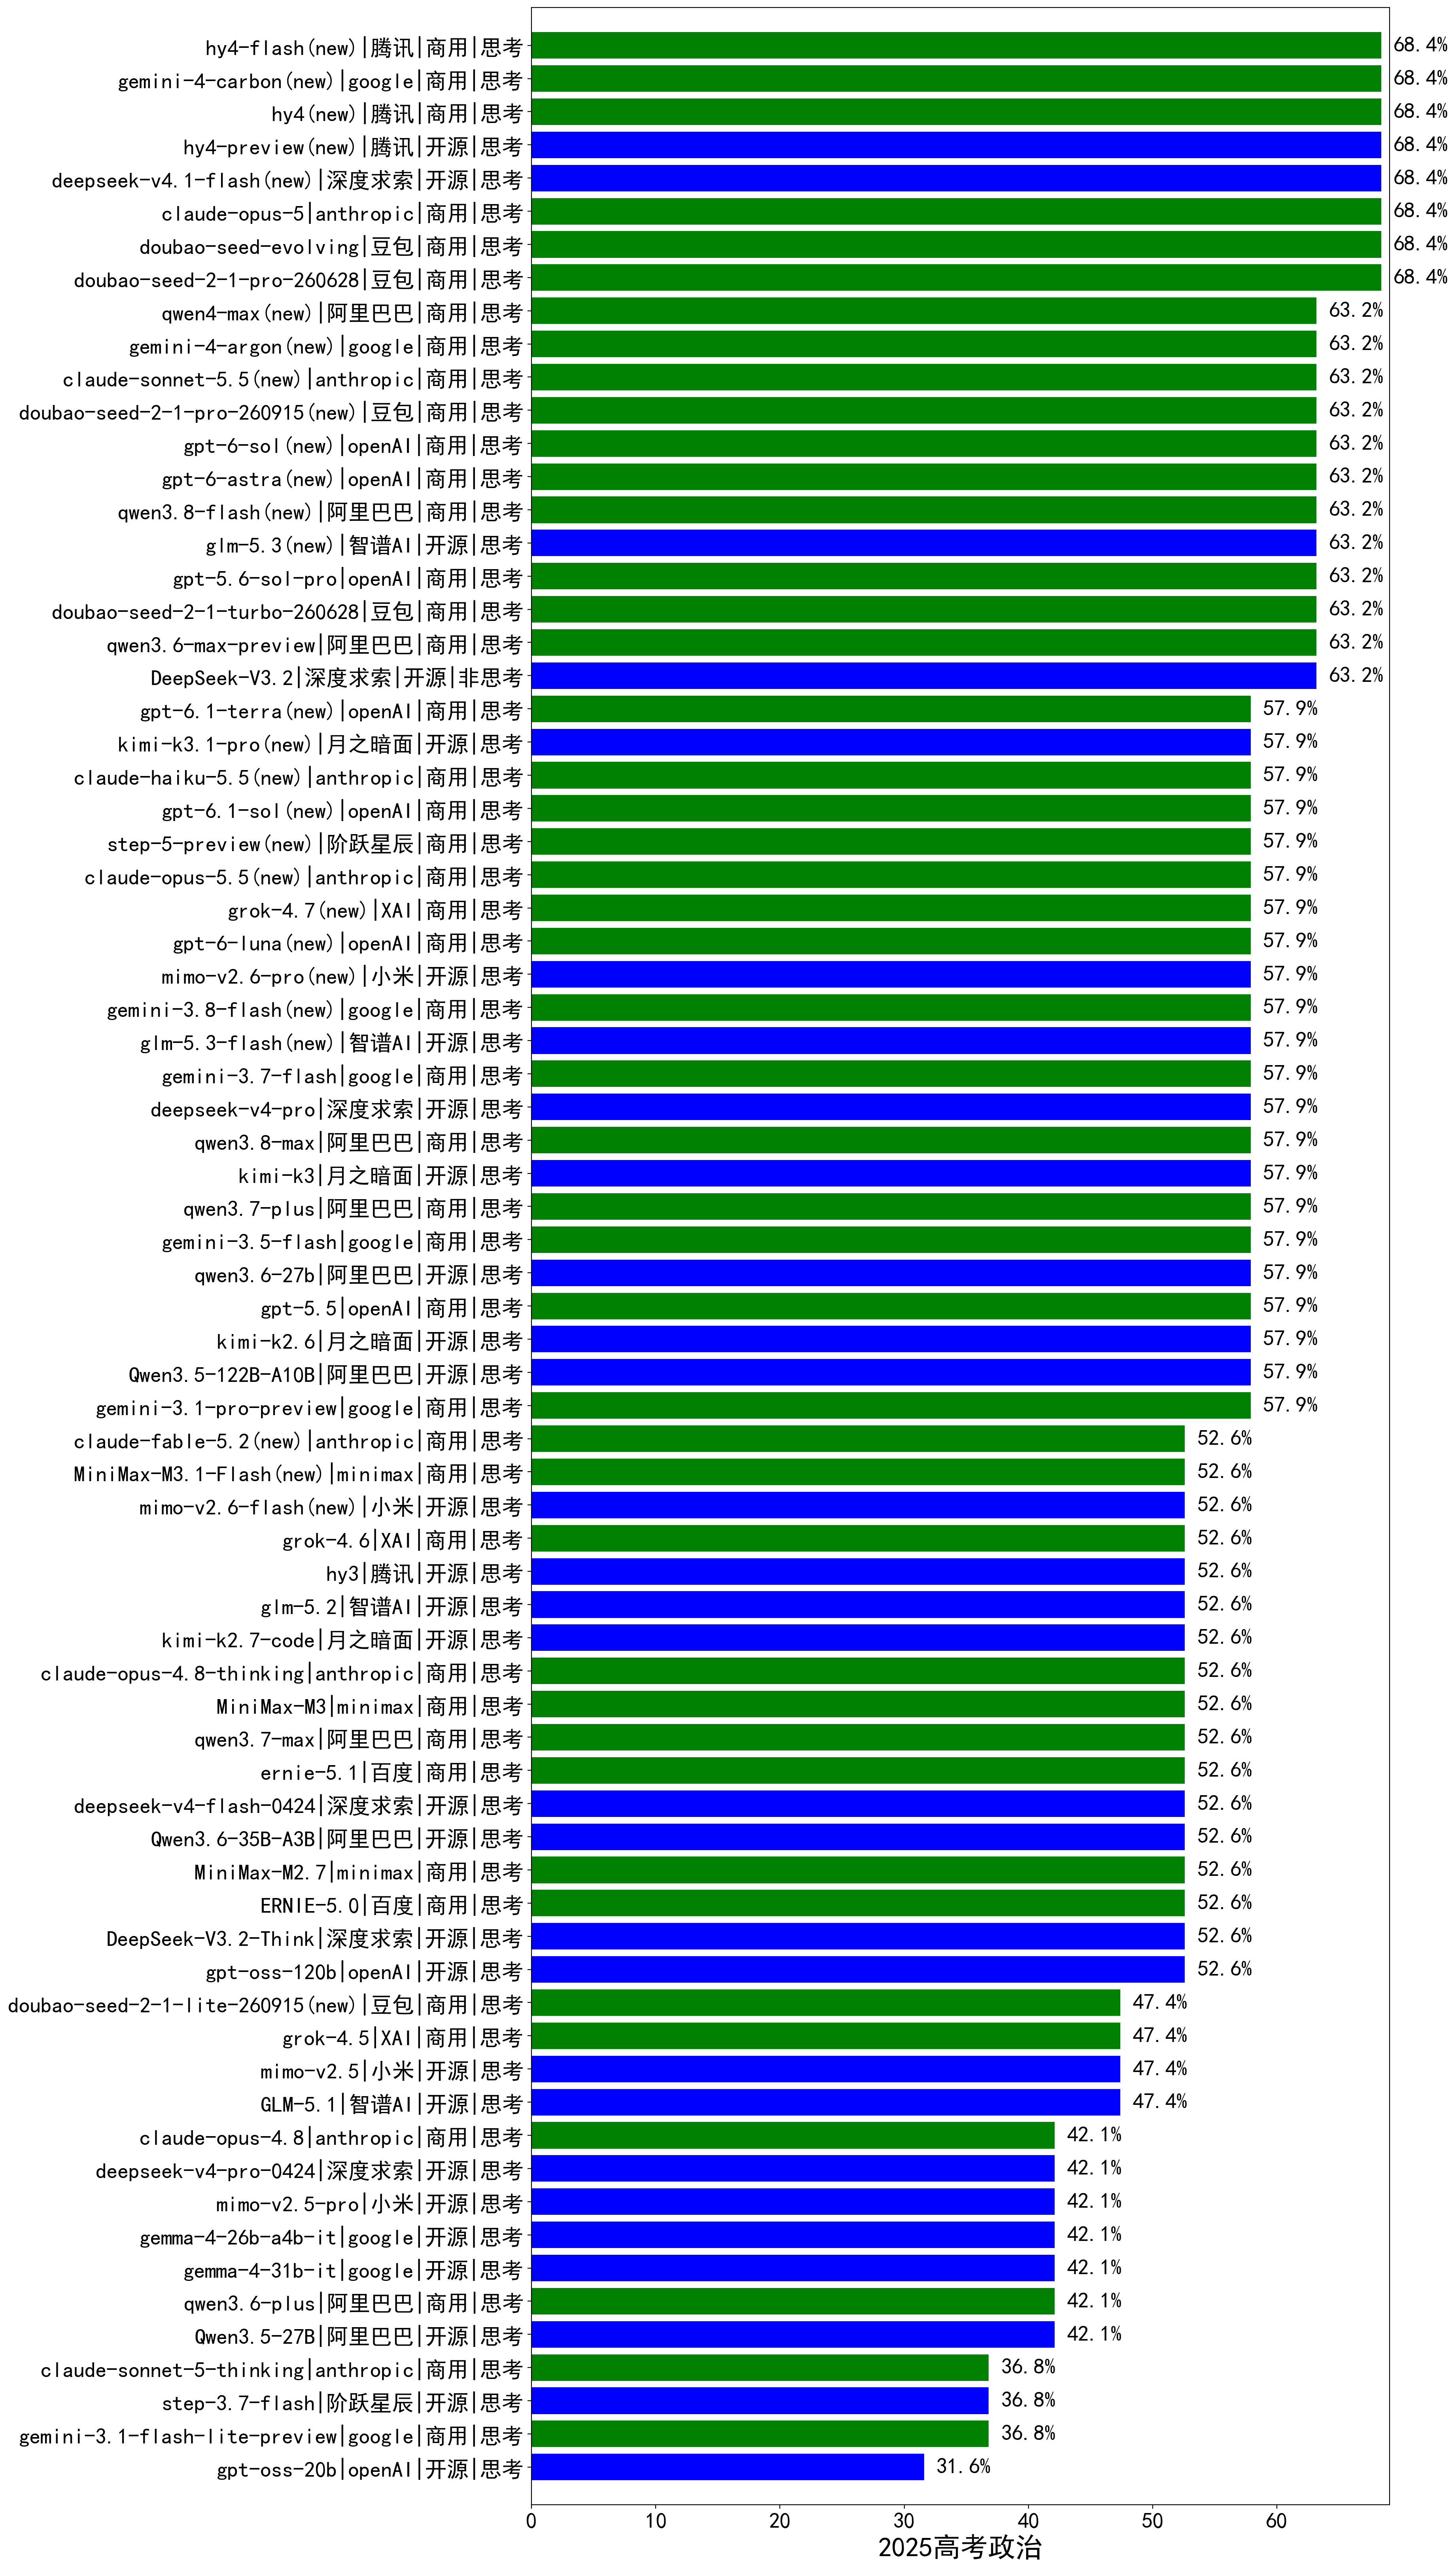 hy4-flash(new)|腾讯|商用|思考 68.4%
gemini-4-carbon(new)|google|商用|思考 68.4%
hy4(new)|腾讯|商用|思考 68.4%
hy4-preview(new)|腾讯|开源|思考 68.4%
deepseek-v4.1-flash(new)|深度求索|开源|思考 68.4%
claude-opus-5|anthropic|商用|思考 68.4%
doubao-seed-evolving|豆包|商用|思考 68.4%
doubao-seed-2-1-pro-260628|豆包|商用|思考 68.4%
qwen4-max(new)|阿里巴巴|商用|思考 63.2%
gemini-4-argon(new)|google|商用|思考 63.2%
claude-sonnet-5.5(new)|anthropic|商用|思考 63.2%
doubao-seed-2-1-pro-260915(new)|豆包|商用|思考 63.2%
gpt-6-sol(new)|openAI|商用|思考 63.2%
gpt-6-astra(new)|openAI|商用|思考 63.2%
qwen3.8-flash(new)|阿里巴巴|商用|思考 63.2%
glm-5.3(new)|智谱AI|开源|思考 63.2%
gpt-5.6-sol-pro|openAI|商用|思考 63.2%
doubao-seed-2-1-turbo-260628|豆包|商用|思考 63.2%
qwen3.6-max-preview|阿里巴巴|商用|思考 63.2%
DeepSeek-V3.2|深度求索|开源|非思考 63.2%
gpt-6.1-terra(new)|openAI|商用|思考 57.9%
kimi-k3.1-pro(new)|月之暗面|开源|思考 57.9%
claude-haiku-5.5(new)|anthropic|商用|思考 57.9%
gpt-6.1-sol(new)|openAI|商用|思考 57.9%
step-5-preview(new)|阶跃星辰|商用|思考 57.9%
claude-opus-5.5(new)|anthropic|商用|思考 57.9%
grok-4.7(new)|XAI|商用|思考 57.9%
gpt-6-luna(new)|openAI|商用|思考 57.9%
mimo-v2.6-pro(new)|小米|开源|思考 57.9%
gemini-3.8-flash(new)|google|商用|思考 57.9%
glm-5.3-flash(new)|智谱AI|开源|思考 57.9%
gemini-3.7-flash|google|商用|思考 57.9%
deepseek-v4-pro|深度求索|开源|思考 57.9%
qwen3.8-max|阿里巴巴|商用|思考 57.9%
kimi-k3|月之暗面|开源|思考 57.9%
qwen3.7-plus|阿里巴巴|商用|思考 57.9%
gemini-3.5-flash|google|商用|思考 57.9%
qwen3.6-27b|阿里巴巴|开源|思考 57.9%
gpt-5.5|openAI|商用|思考 57.9%
kimi-k2.6|月之暗面|开源|思考 57.9%
Qwen3.5-122B-A10B|阿里巴巴|开源|思考 57.9%
gemini-3.1-pro-preview|google|商用|思考 57.9%
claude-fable-5.2(new)|anthropic|商用|思考 52.6%
MiniMax-M3.1-Flash(new)|minimax|商用|思考 52.6%
mimo-v2.6-flash(new)|小米|开源|思考 52.6%
grok-4.6|XAI|商用|思考 52.6%
hy3|腾讯|开源|思考 52.6%
glm-5.2|智谱AI|开源|思考 52.6%
kimi-k2.7-code|月之暗面|开源|思考 52.6%
claude-opus-4.8-thinking|anthropic|商用|思考 52.6%
MiniMax-M3|minimax|商用|思考 52.6%
qwen3.7-max|阿里巴巴|商用|思考 52.6%
ernie-5.1|百度|商用|思考 52.6%
deepseek-v4-flash-0424|深度求索|开源|思考 52.6%
Qwen3.6-35B-A3B|阿里巴巴|开源|思考 52.6%
MiniMax-M2.7|minimax|商用|思考 52.6%
ERNIE-5.0|百度|商用|思考 52.6%
DeepSeek-V3.2-Think|深度求索|开源|思考 52.6%
gpt-oss-120b|openAI|开源|思考 52.6%
doubao-seed-2-1-lite-260915(new)|豆包|商用|思考 47.4%
grok-4.5|XAI|商用|思考 47.4%
mimo-v2.5|小米|开源|思考 47.4%
GLM-5.1|智谱AI|开源|思考 47.4%
claude-opus-4.8|anthropic|商用|思考 42.1%
deepseek-v4-pro-0424|深度求索|开源|思考 42.1%
mimo-v2.5-pro|小米|开源|思考 42.1%
gemma-4-26b-a4b-it|google|开源|思考 42.1%
gemma-4-31b-it|google|开源|思考 42.1%
qwen3.6-plus|阿里巴巴|商用|思考 42.1%
Qwen3.5-27B|阿里巴巴|开源|思考 42.1%
claude-sonnet-5-thinking|anthropic|商用|思考 36.8%
step-3.7-flash|阶跃星辰|开源|思考 36.8%
gemini-3.1-flash-lite-preview|google|商用|思考 36.8%
gpt-oss-20b|openAI|开源|思考 31.6%
0 10 20 30 40 50 60
2025高考政治